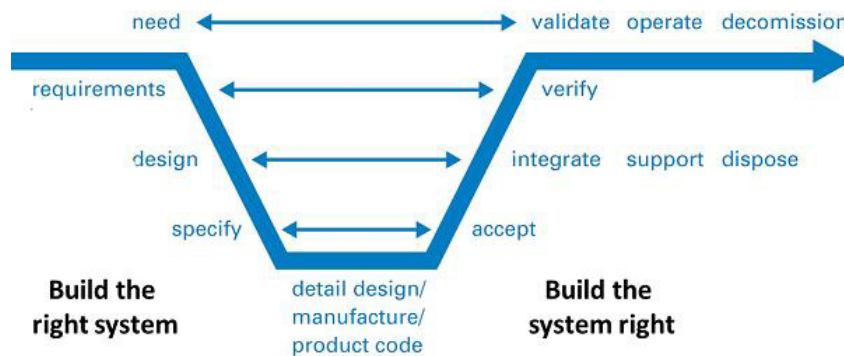 need validate operate decomission
requirements verify
design integrate support dispose
specify accept
Build the
right system
detail design/
manufacture/
product code
Build the
system right